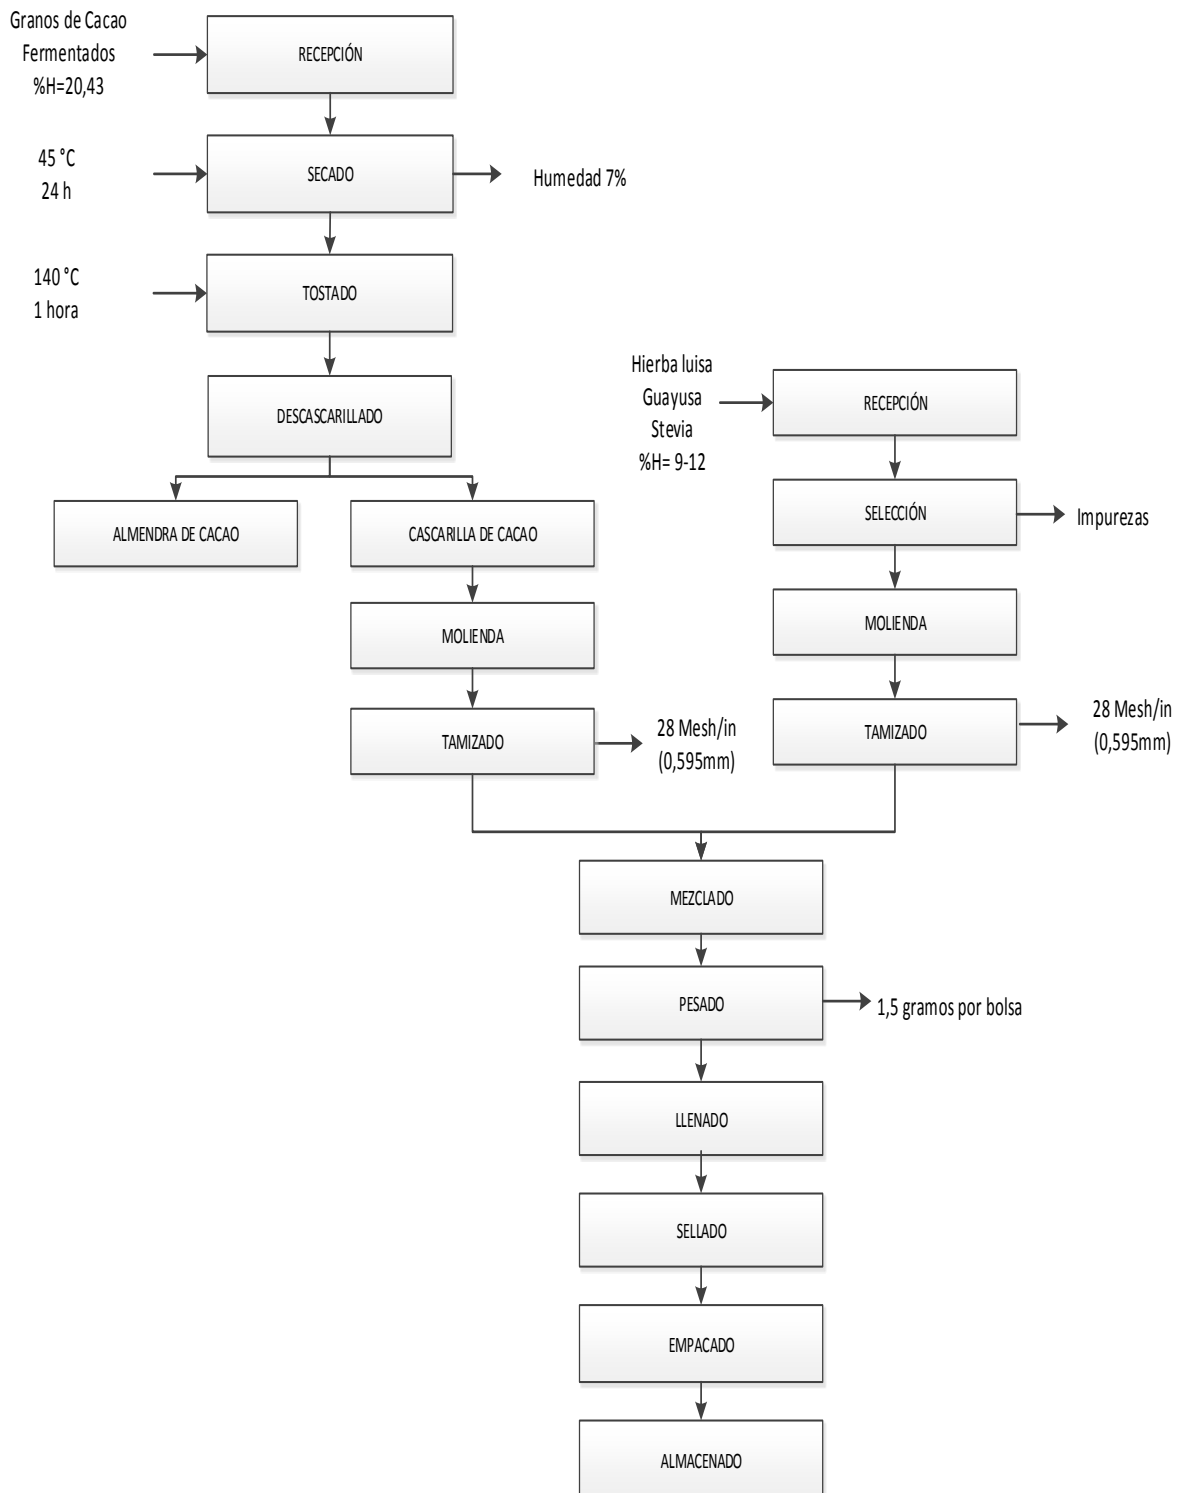 Granos de Cacao
Fermentados
%H=20,43
RECEPCIÓN
45 °C
24 h
SECADO
Humedad 7%
140 °C
1 hora
TOSTADO
DESCASCARILLADO
ALMENDRA DE CACAO
CASCARILLA DE CACAO
MOLIENDA
TAMIZADO
28 Mesh/in
(0,595mm)
Hierba luisa
Guayusa
Stevia
%H= 9-12
RECEPCIÓN
SELECCIÓN
Impurezas
MOLIENDA
TAMIZADO
28 Mesh/in
(0,595mm)
MEZCLADO
PESADO
1,5 gramos por bolsa
LLENADO
SELLADO
EMPACADO
ALMACENADO